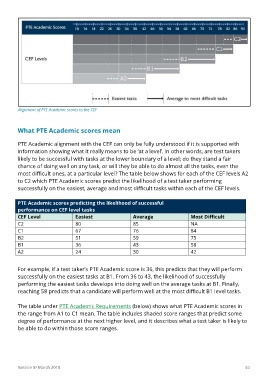 PTE Academic Scores 10 14 18 22 26 30 34 38 42 46 50 54 58 62 66 70 74 78 82 86 90
C2
C1
CEF Levels
B2
B1
A2
Easiest tasks Average to most difficult tasks
Alignment of PTE Academic scores to the CEF
What PTE Academic scores mean
PTE Academic alignment with the CEF can only be fully understood if it is supported with
information showing what it really means to be 'at a level'. In other words, are test takers
likely to be successful with tasks at the lower boundary of a level; do they stand a fair
chance of doing well on any task, or will they be able to do almost all the tasks, even the
most difficult ones, at a particular level? The table below shows for each of the CEF levels A2
to C2 which PTE Academic scores predict the likelihood of a test taker performing
successfully on the easiest, average and most difficult tasks within each of the CEF levels.
PTE Academic scores predicting the likelihood of successful
performance on CEF level tasks
CEF Level Easiest Average Most Difficult
C2 80 85 NA
C1 67 76 84
B2 51 59 75
B1 36 43 58
A2 24 30 42
For example, if a test taker's PTE Academic score is 36, this predicts that they will perform
successfully on the easiest tasks at B1. From 36 to 43, the likelihood of successfully
performing the easiest tasks develops into doing well on the average tasks at B1. Finally,
reaching 58 predicts that a candidate will perform well at the most difficult B1 level tasks.
The table under PTE Academic Requirements (below) shows what PTE Academic scores in
the range from A1 to C1 mean. The table includes shaded score ranges that predict some
degree of performance at the next higher level, and it describes what a test taker is likely to
be able to do within those score ranges.